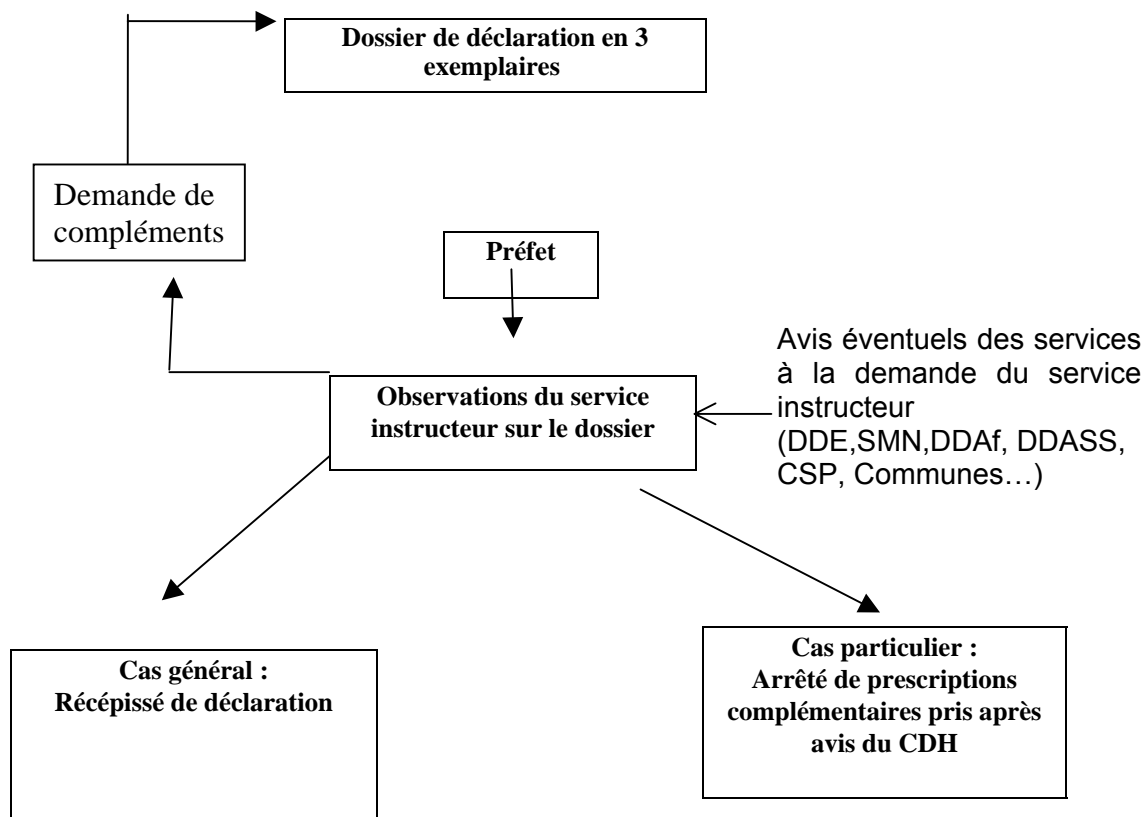 Dossier de déclaration en 3
exemplaires
Demande de
compléments
Préfet
Avis éventuels des services
à la demande du service
instructeur
(DDE,SMN,DDAf, DDASS,
CSP, Communes…)
Observations du service
instructeur sur le dossier
Cas général :
Récépissé de déclaration
Cas particulier :
Arrêté de prescriptions
complémentaires pris après
avis du CDH